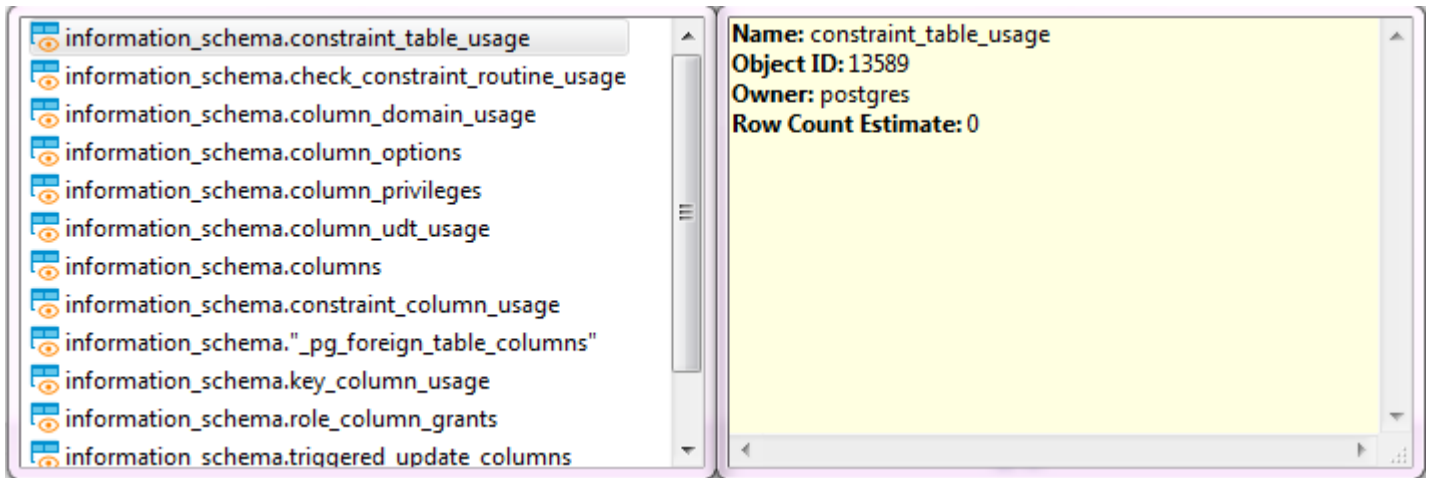 information_schema.constraint_table_usage
information_schema.check_constraint_routine_usage
information_schema.column_domain_usage
information_schema.column_options
information_schema.column_privileges
information_schema.column_udt_usage
information_schema.columns
information_schema.constraint_column_usage
information_schema."_pg_foreign_table_columns"
information_schema.key_column_usage
information_schema.role_column_grants
information_schema.triggered_update_columns
Name: constraint_table_usage
Object ID: 13589
Owner: postgres
Row Count Estimate: 0